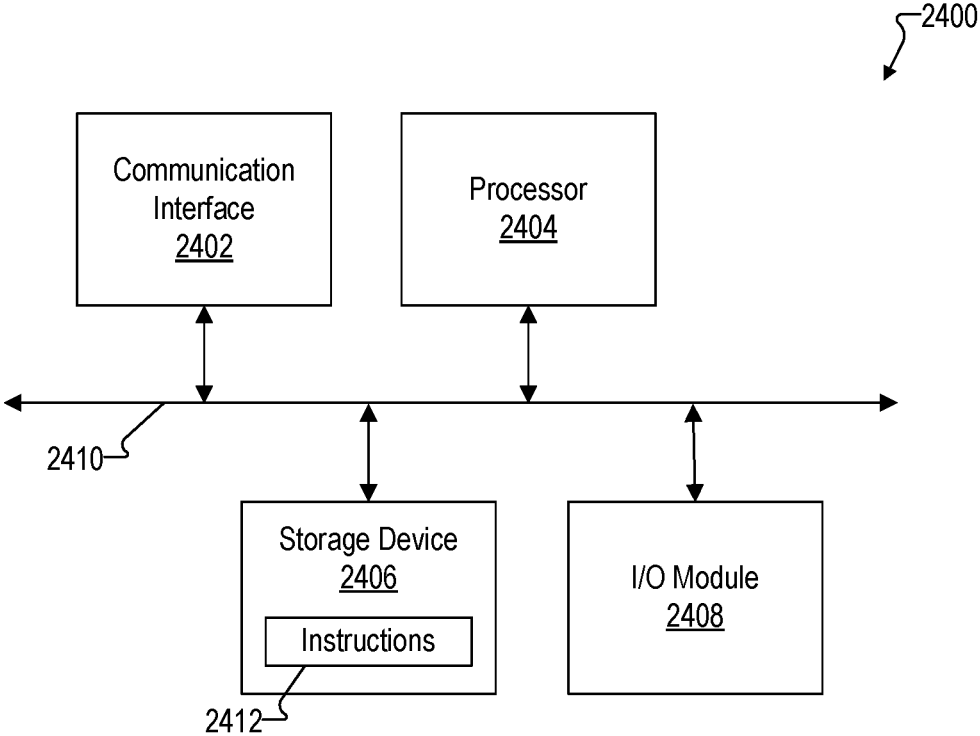 2400
Communication
Interface
2402
Processor
2404
2410
Storage Device
2406
Instructions
2412
I/O Module
2408